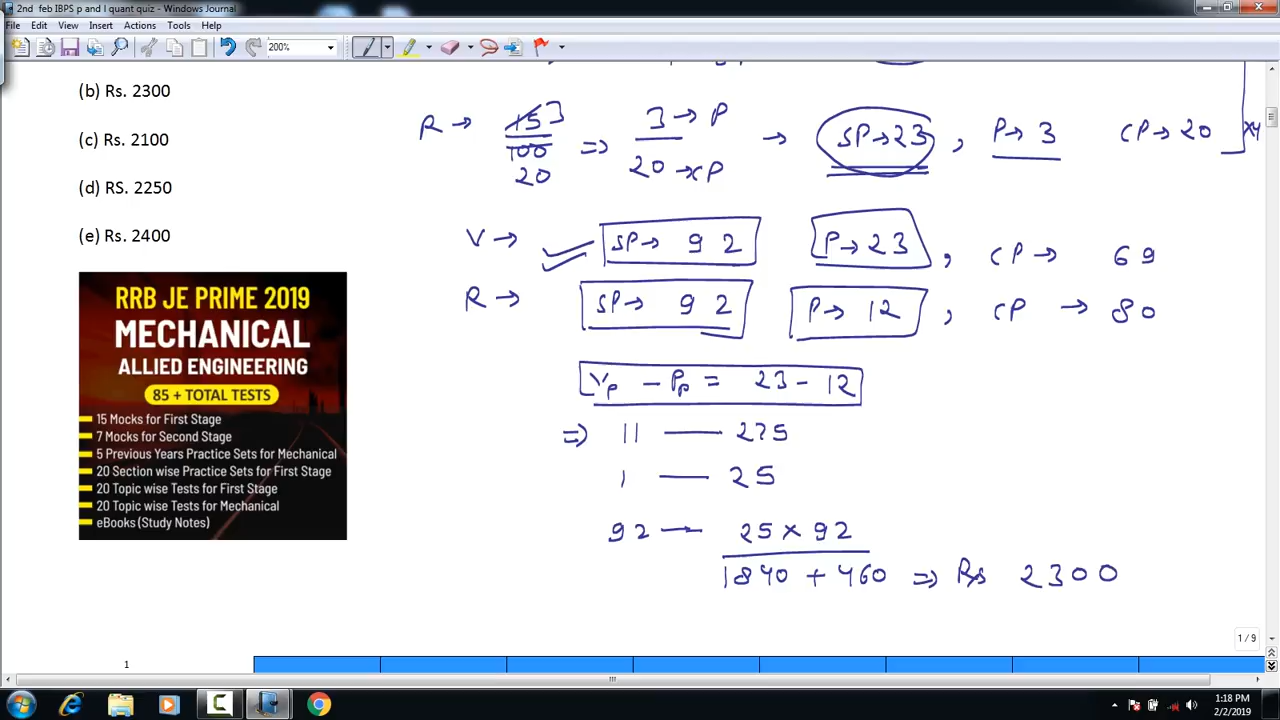 2nd feb IBPS p and I quant quiz - Windows Journal
File Edit View Insert Actions Tools Help
200%
(b) Rs. 2300
(c) Rs. 2100
(d) RS. 2250
(e) Rs. 2400
R → 15 3 / 100 20 ⇒ 3 → P / 20 → xP → SP → 23 , P → 3 CP → 20 ] x4
V → SP → 92 P → 23 , CP → 69
R → SP → 92 P → 12 , CP → 80
Vp - Pp = 23 - 12
⇒ 11 — 275
1 — 25
92 → 25 × 92
1840 + 460 ⇒ Rs 2300
RRB JE PRIME 2019
MECHANICAL
ALLIED ENGINEERING
85 + TOTAL TESTS
15 Mocks for First Stage
7 Mocks for Second Stage
5 Previous Years Practice Sets for Mechanical
20 Section wise Practice Sets for First Stage
20 Topic wise Tests for First Stage
20 Topic wise Tests for Mechanical
eBooks (Study Notes)
1 / 9
1
1:18 PM
2/2/2019